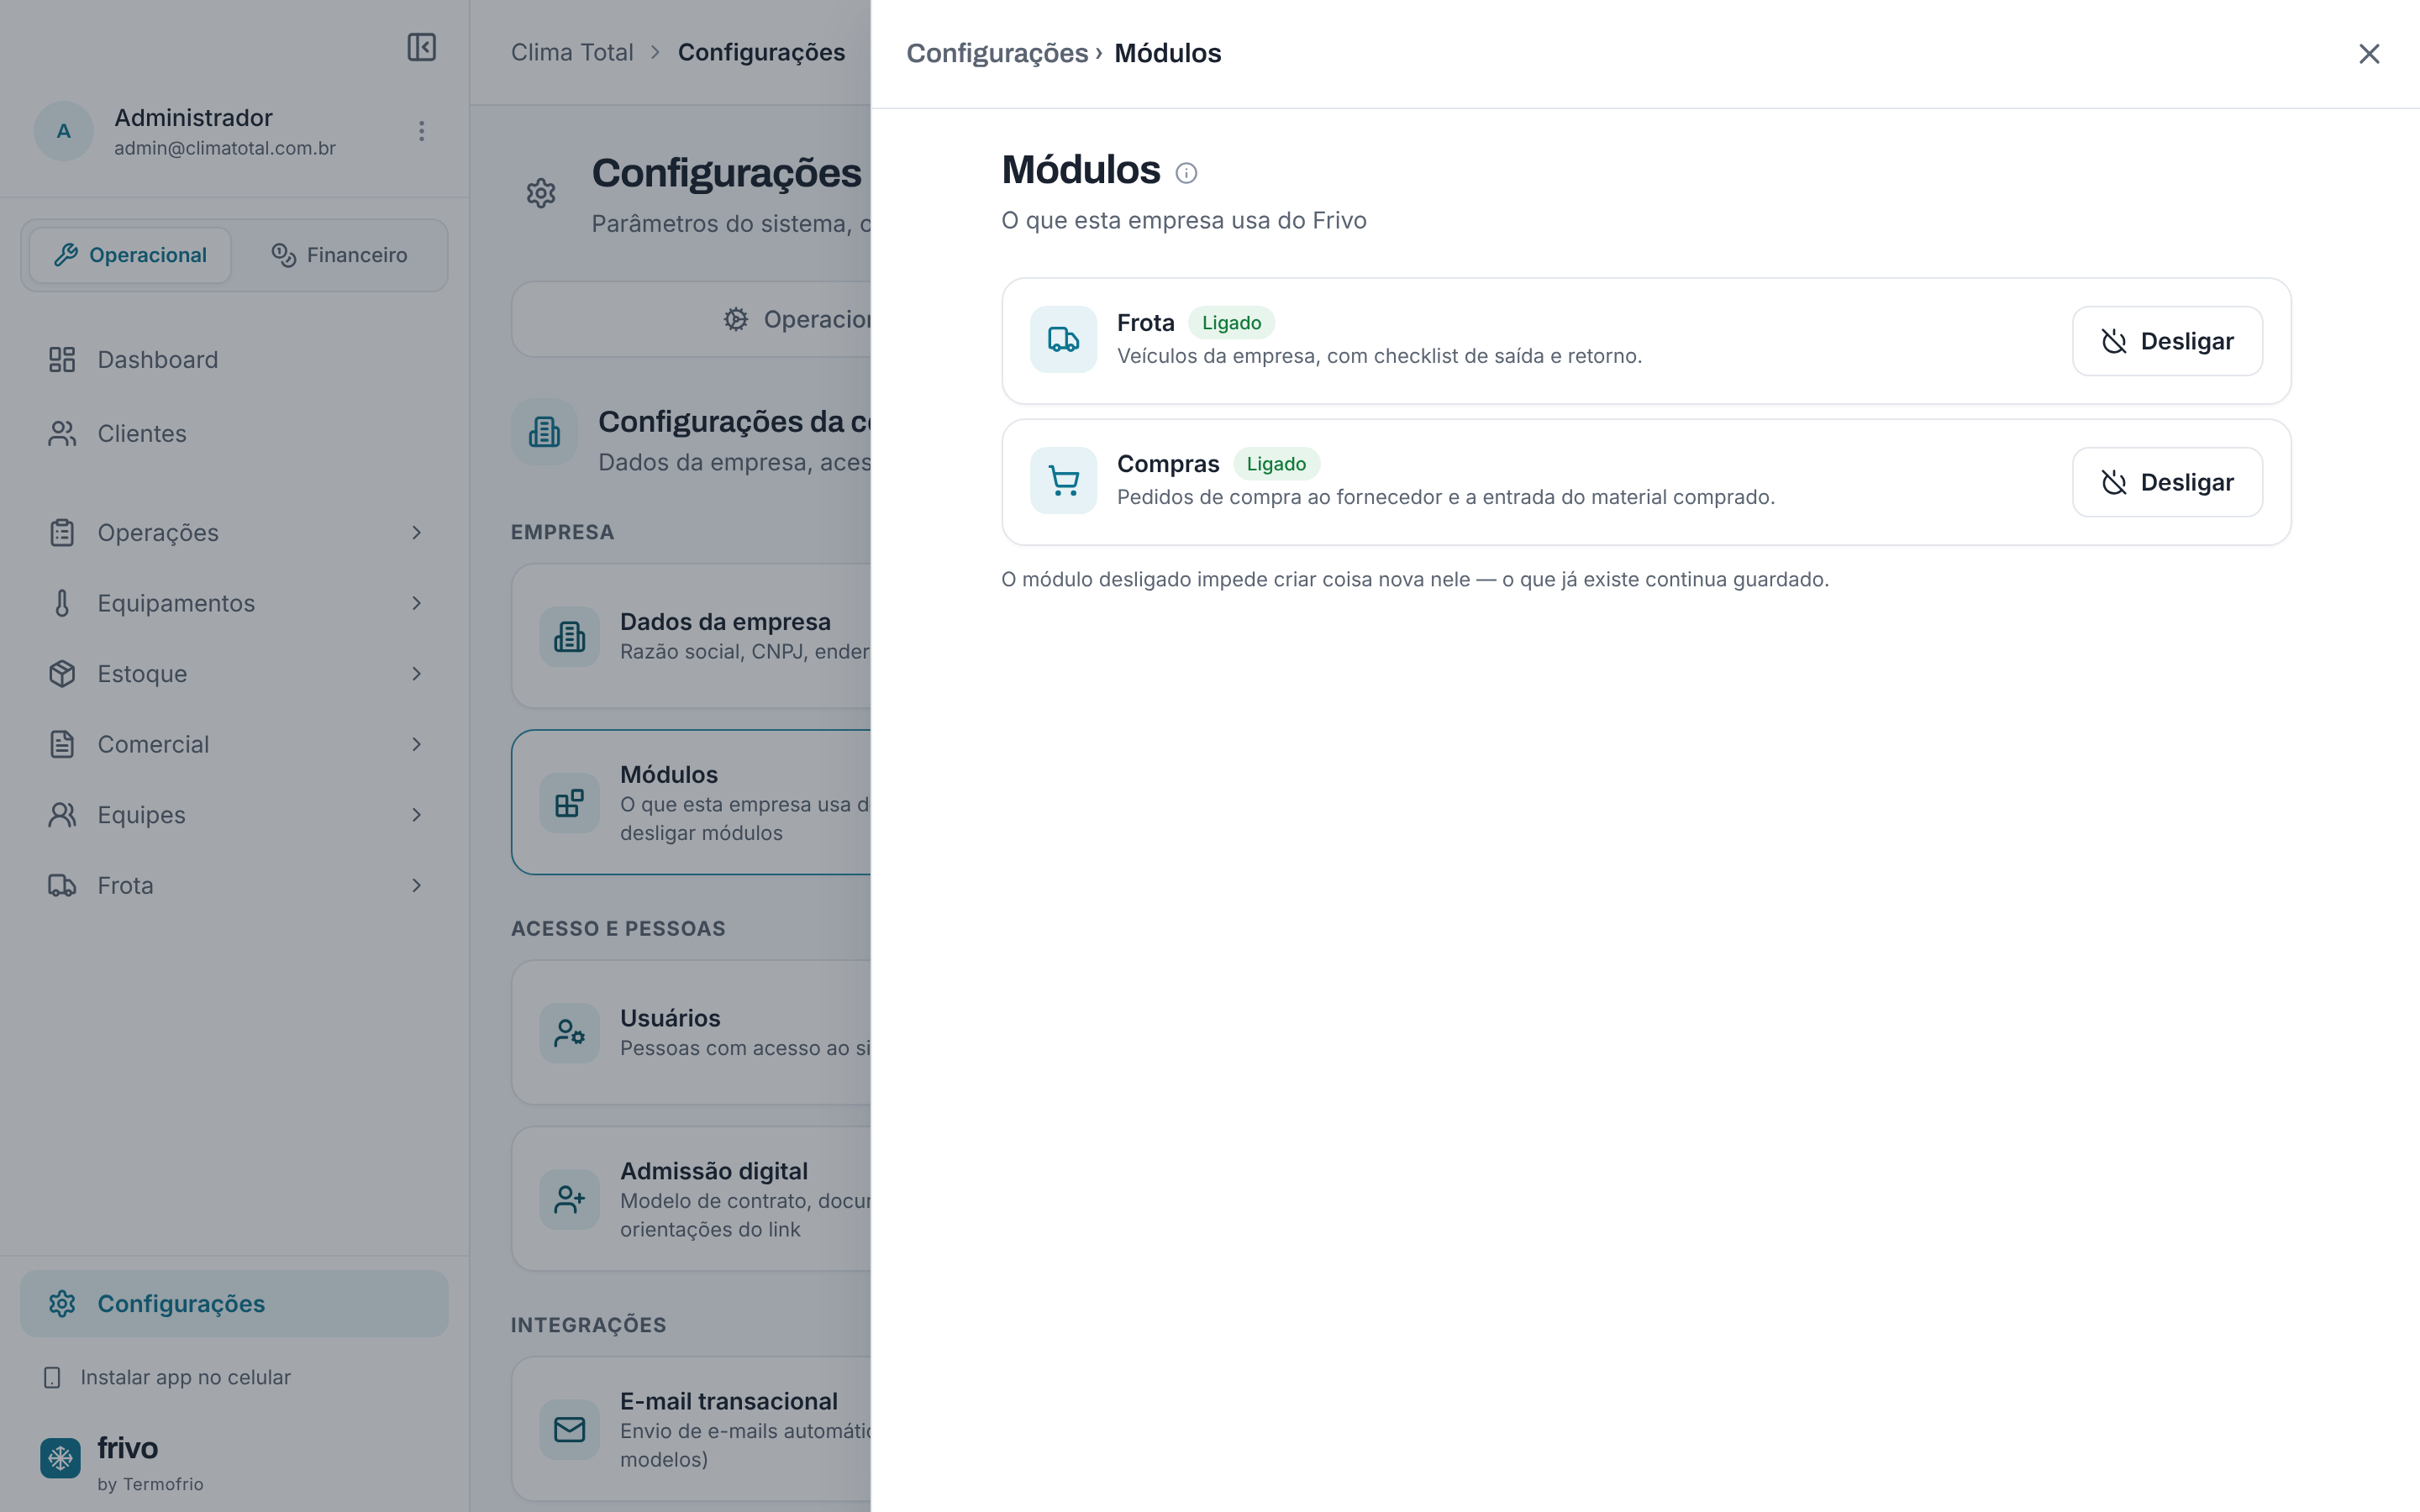 A
Administrador
admin@climatotal.com.br
Operacional
Financeiro
Dashboard
Clientes
Operações
Equipamentos
Estoque
Comercial
Equipes
Frota
Configurações
Instalar app no celular
frivo
by Termofrio
Clima Total > Configurações
Configurações
Parâmetros do sistema,
Configurações da
Dados da empresa,
EMPRESA
Dados da empresa
Razão social, CNPJ,
Módulos
O que esta empresa usa
desligar módulos
ACESSO E PESSOAS
Usuários
Pessoas com acesso ao
Admissão digital
Modelo de contrato,
orientações do link
INTEGRAÇÕES
E-mail transacional
Envio de e-mails
modelos)
Configurações › Módulos
Módulos
O que esta empresa usa do Frivo
Frota Ligado
Veículos da empresa, com checklist de saída e retorno.
Desligar
Compras Ligado
Pedidos de compra ao fornecedor e a entrada do material comprado.
Desligar
O módulo desligado impede criar coisa nova nele — o que já existe continua guardado.